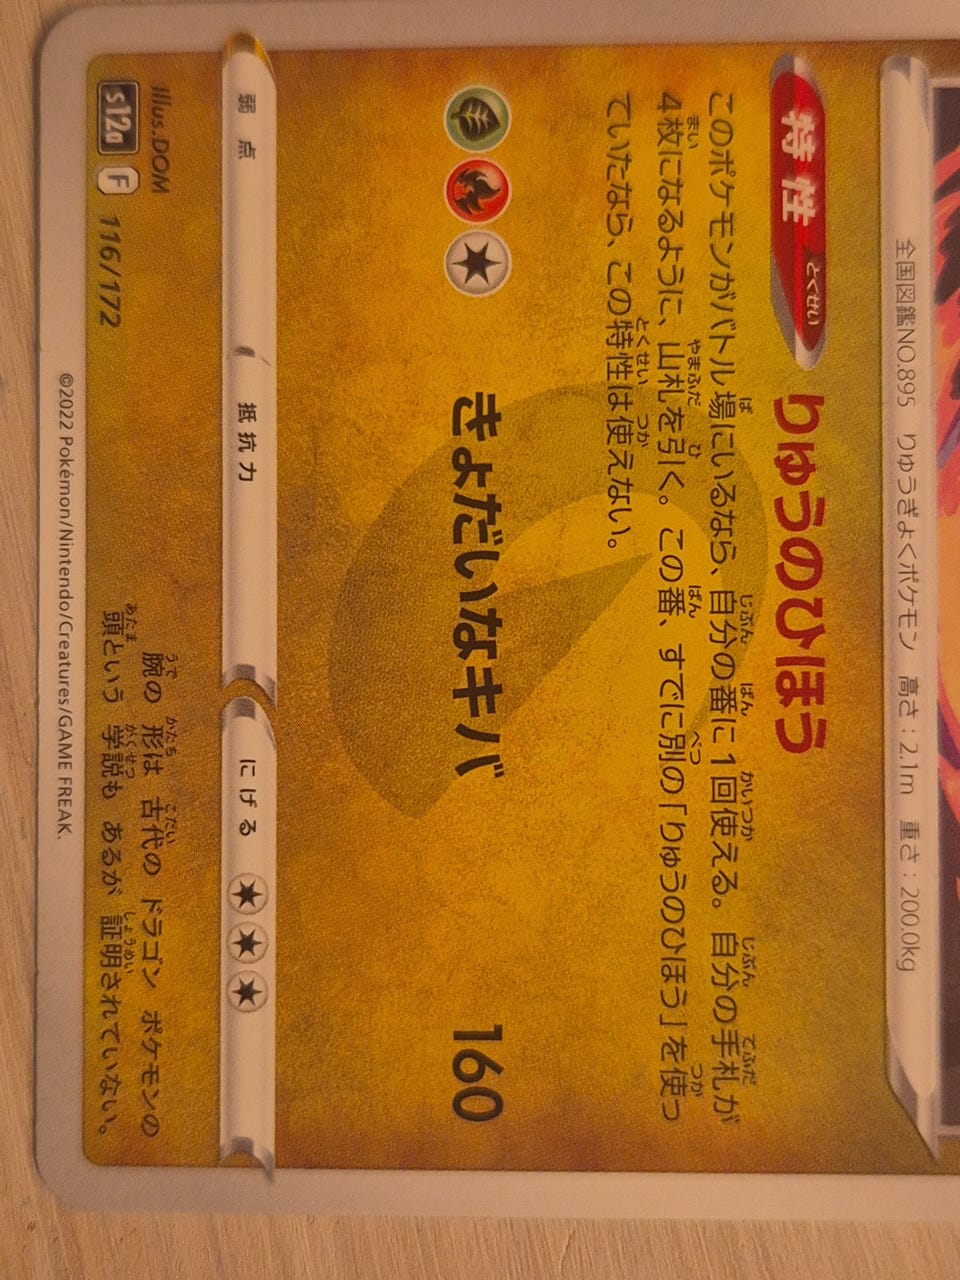 全国図鑑NO.895 りゅうぎょくポケモン 高さ：2.1m 重さ：200.0kg
特性 とくせい りゅうのひほう
このポケモンがバトル場にいるなら、自分の番に1回使える。自分の手札が
4枚になるように、山札を引く。この番、すでに別の「りゅうのひほう」を使っ
ていたなら、この特性は使えない。
きょだいなキバ 160
弱点 抵抗力 にげる
Illus.DOM
腕の 形は 古代の ドラゴン ポケモンの
頭という 学説も あるが 証明されていない。
s12a F 116/172
©2022 Pokémon/Nintendo/Creatures/GAME FREAK.